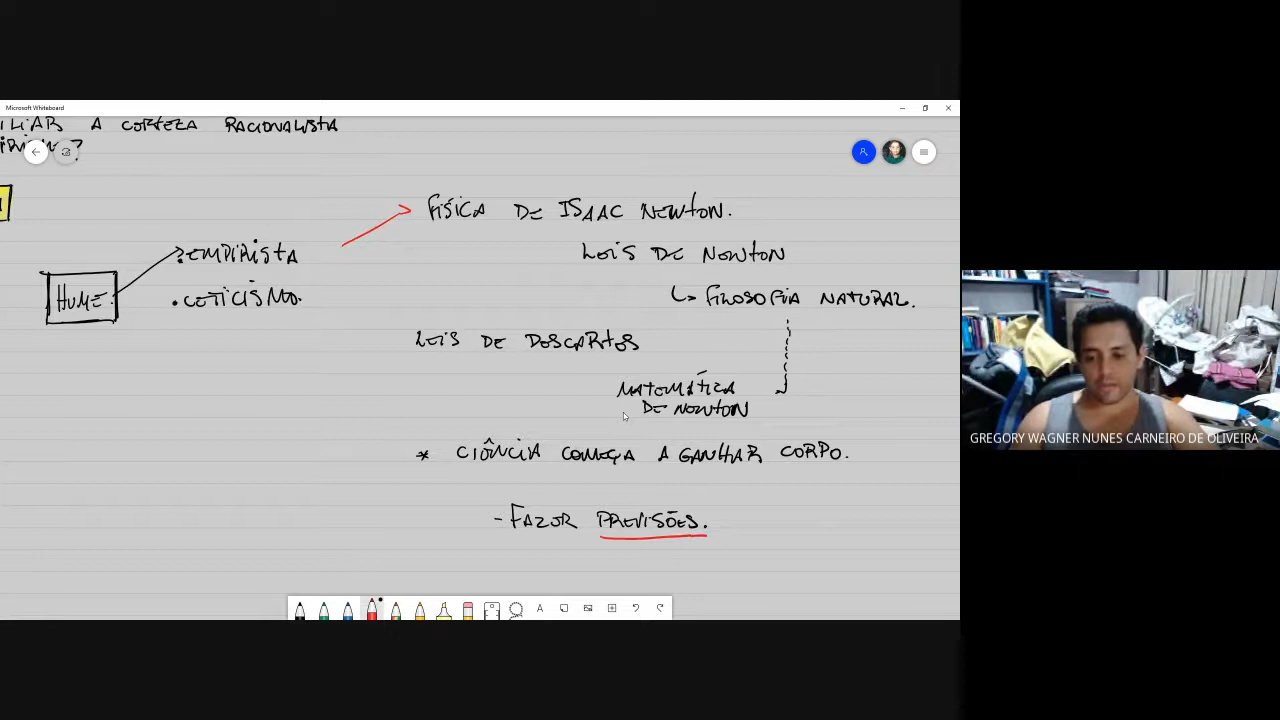 Microsoft Whiteboard
ILIAR A CERTEZA RACIONALISTA
HUME.
EMPIRISTA
. CETICISMO.
FÍSICA DE ISAAC NEWTON.
LEIS DE NEWTON
↳ FILOSOFIA NATURAL.
LEIS DE DESCARTES
MATEMÁTICA
DE NEWTON
* CIÊNCIA COMEÇA A GANHAR CORPO.
- FAZER PREVISÕES.
GREGORY WAGNER NUNES CARNEIRO DE OLIVEIRA